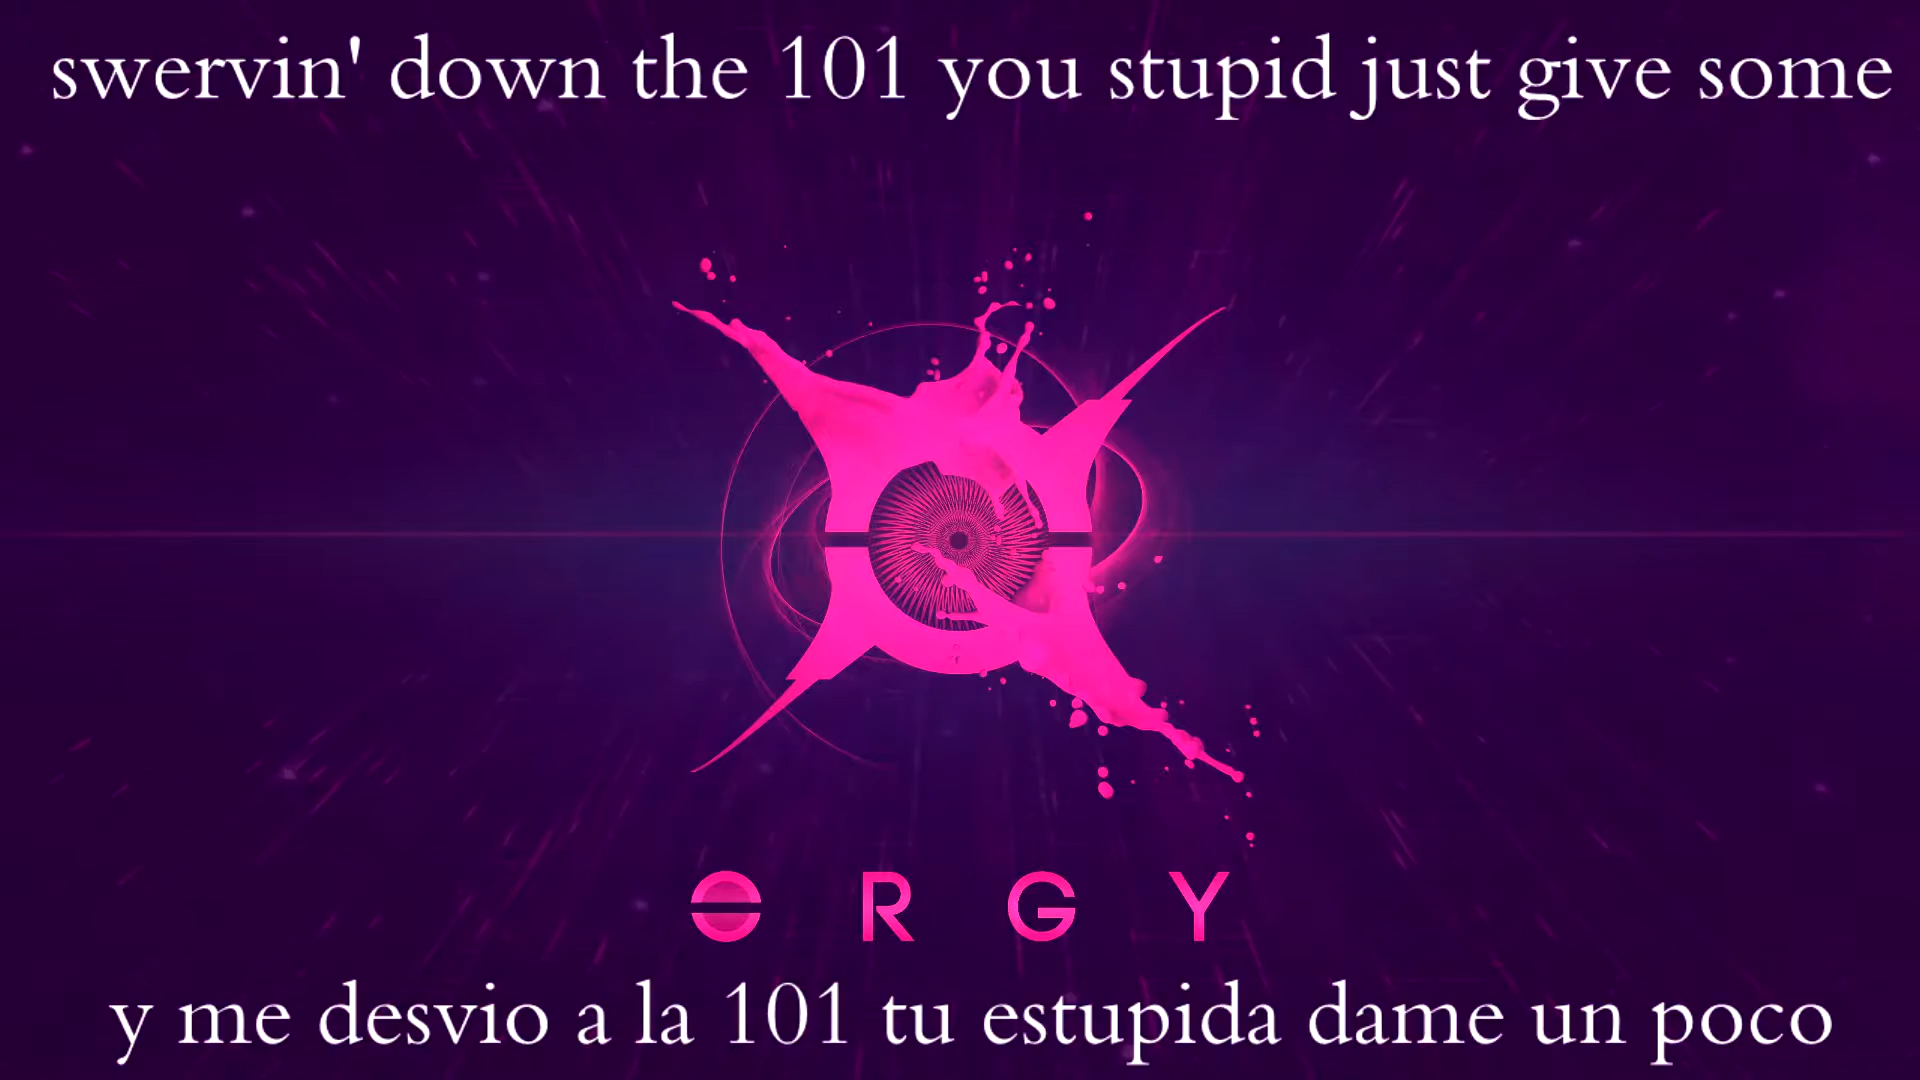 swervin' down the 101 you stupid just give some
ORGY
y me desvio a la 101 tu estupida dame un poco